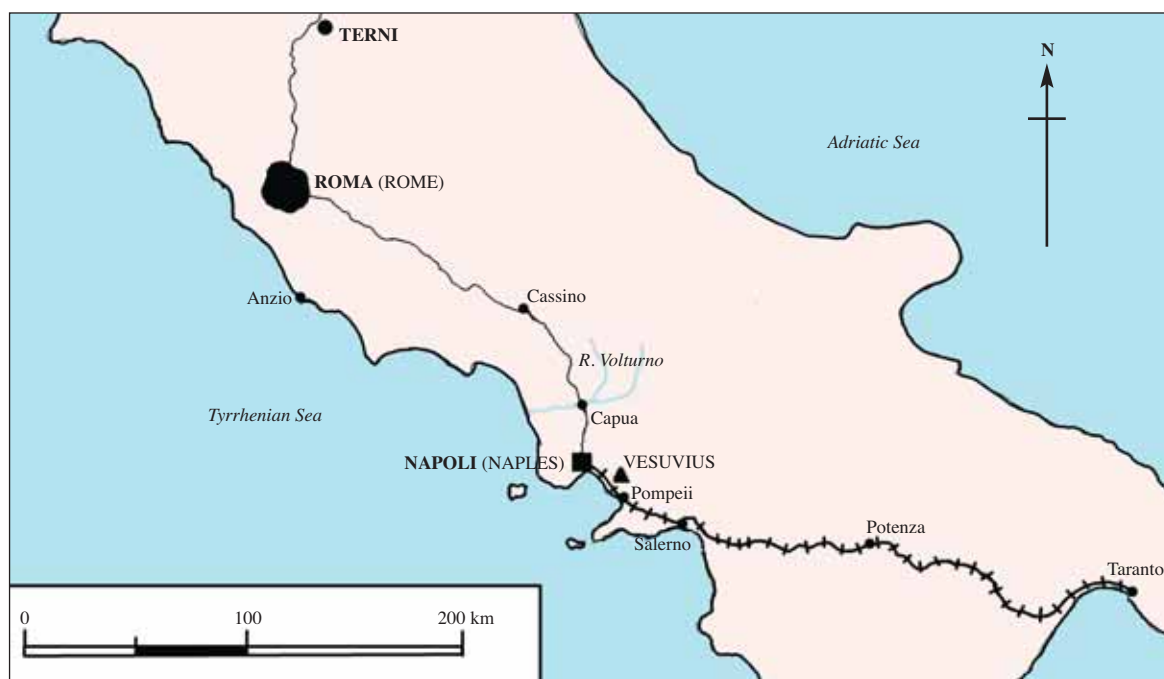 TERNI
N
Adriatic Sea
ROMA (ROME)
Anzio
Cassino
R. Volturno
Tyrrhenian Sea
Capua
NAPOLI (NAPLES)
VESUVIUS
Pompeii
Salerno
Potenza
Taranto
0 100 200 km